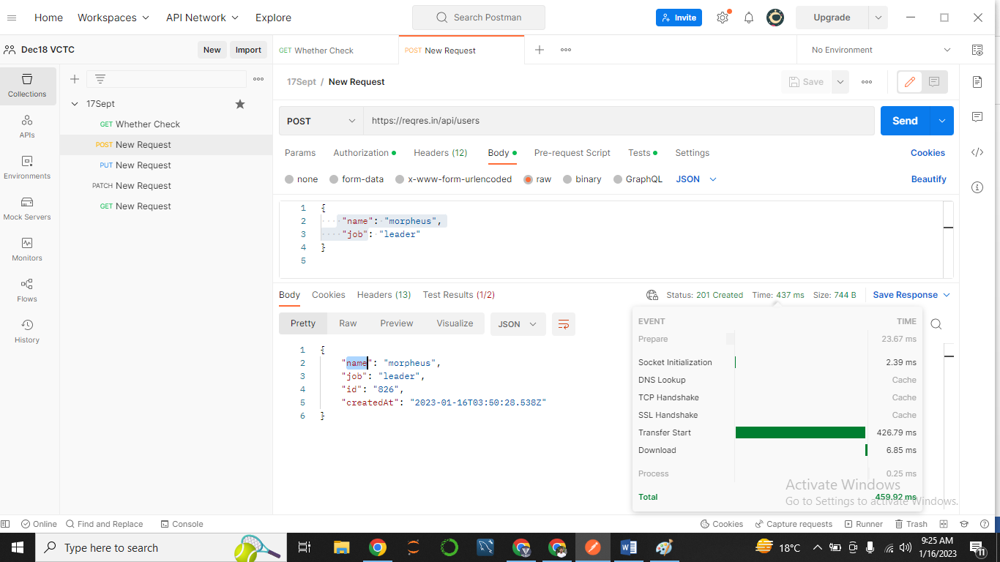 Home Workspaces API Network Explore Search Postman Invite Upgrade
Dec18 VCTC New Import GET Whether Check POST New Request No Environment
Collections
APIs
Environments
Mock Servers
Monitors
Flows
History
17Sept
GET Whether Check
POST New Request
PUT New Request
PATCH New Request
GET New Request
17Sept / New Request Save
POST https://reqres.in/api/users Send
Params Authorization Headers (12) Body Pre-request Script Tests Settings Cookies
none form-data x-www-form-urlencoded raw binary GraphQL JSON Beautify
1 {
2 "name": "morpheus",
3 "job": "leader"
4 }
5
Body Cookies Headers (13) Test Results (1/2) Status: 201 Created Time: 437 ms Size: 744 B Save Response
Pretty Raw Preview Visualize JSON
1 {
2 "name": "morpheus",
3 "job": "leader",
4 "id": "826",
5 "createdAt": "2023-01-16T03:50:28.538Z"
6 }
EVENT TIME
Prepare 23.67 ms
Socket Initialization 2.39 ms
DNS Lookup Cache
TCP Handshake Cache
SSL Handshake Cache
Transfer Start 426.79 ms
Download 6.85 ms
Process 0.25 ms
Total 459.92 ms
Activate Windows
Go to Settings to activate Windows.
Online Find and Replace Console Cookies Capture requests Runner Trash
Type here to search 18°C 9:25 AM
1/16/2023
11